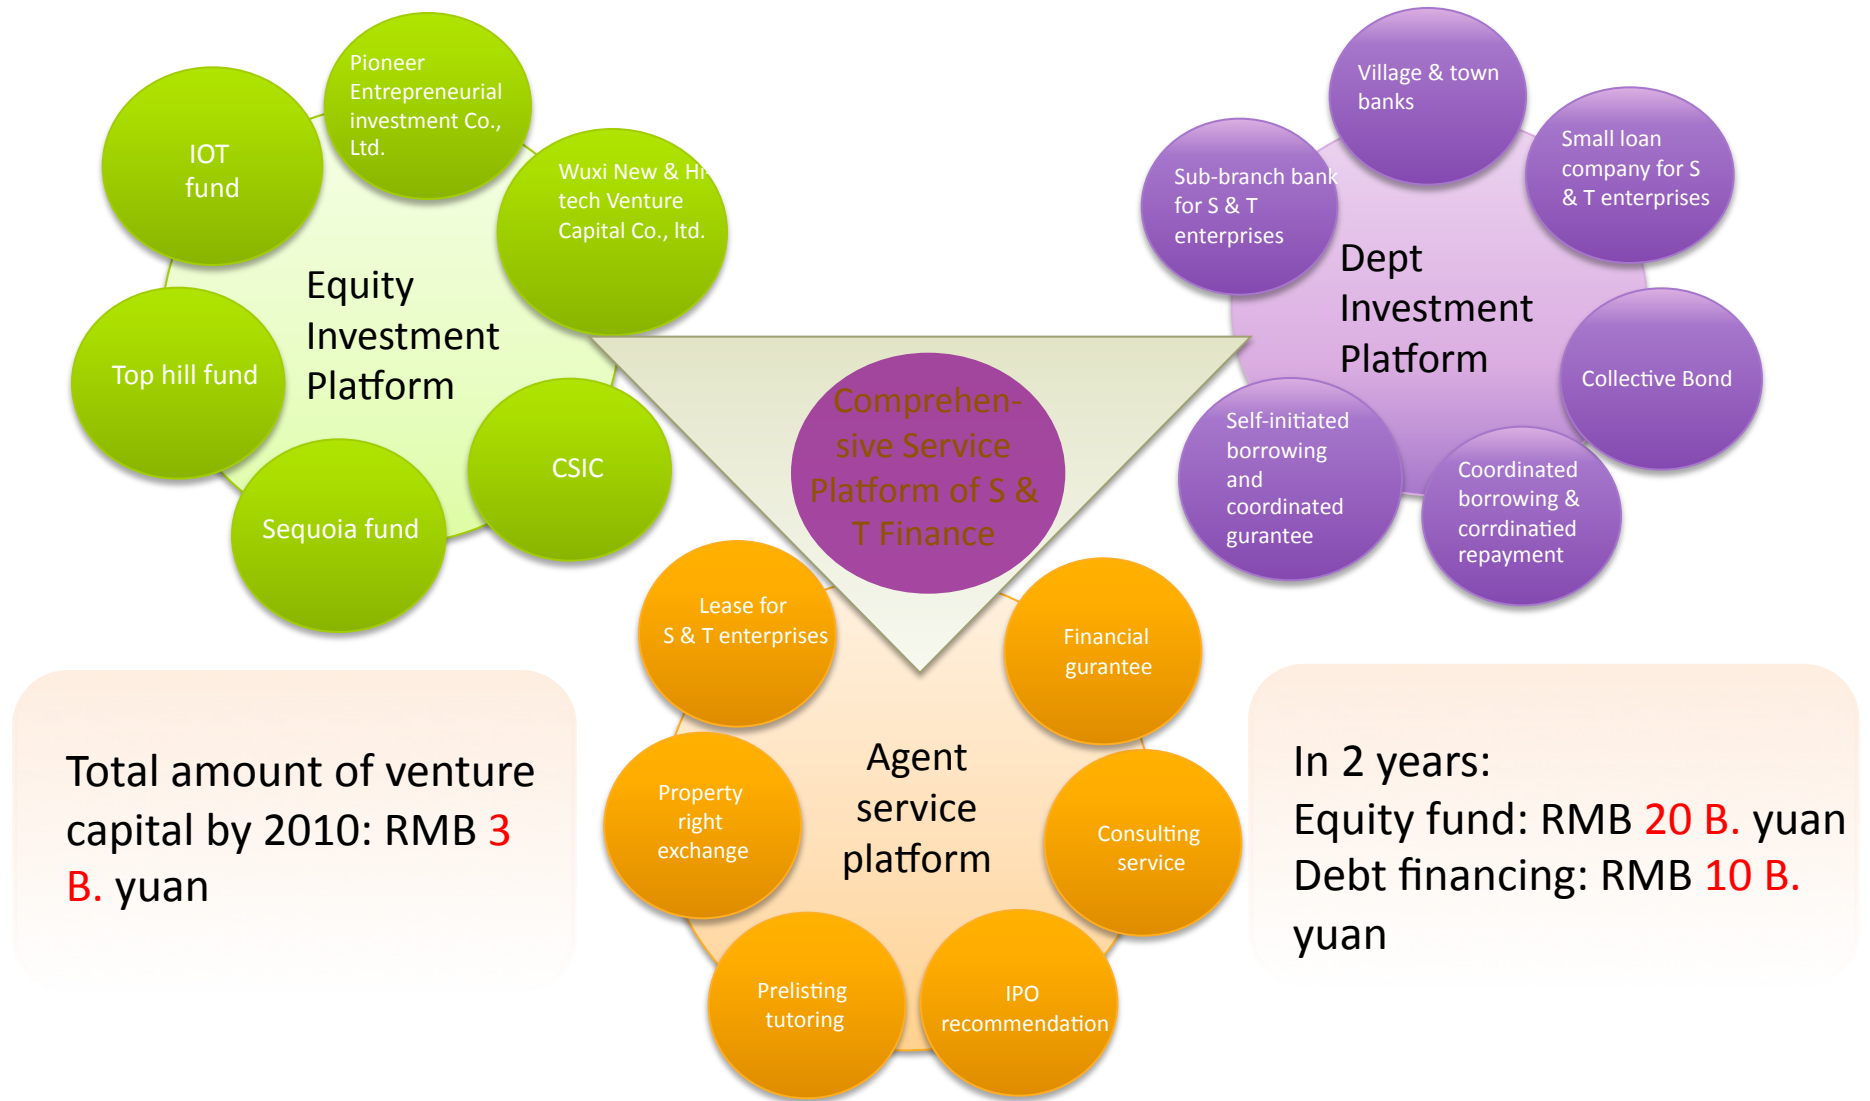 Pioneer
Entrepreneurial
investment Co.,
Ltd.
IOT
fund
Wuxi New & Hi-
tech Venture
Capital Co., ltd.
Equity
Investment
Platform
Top hill fund
CSIC
Sequoia fund
Village & town
banks
Small loan
company for S
& T enterprises
Sub-branch bank
for S & T
enterprises
Dept
Investment
Platform
Collective Bond
Self-initiated
borrowing
and
coordinated
gurantee
Coordinated
borrowing &
corrdinatied
repayment
Comprehen-
sive Service
Platform of S &
T Finance
Lease for
S & T enterprises
Financial
gurantee
Agent
service
platform
Property
right
exchange
Consulting
service
Prelisting
tutoring
IPO
recommendation
Total amount of venture
capital by 2010: RMB 3
B. yuan
In 2 years:
Equity fund: RMB 20 B. yuan
Debt financing: RMB 10 B.
yuan